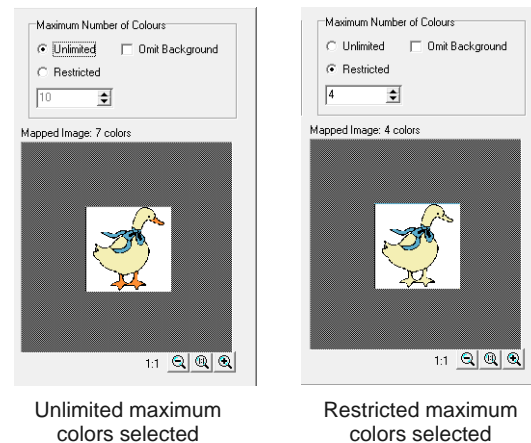 Maximum Number of Colours
Unlimited
Omit Background
Restricted
10
Mapped Image: 7 colors
1:1
Unlimited maximum
colors selected
Maximum Number of Colours
Unlimited
Omit Background
Restricted
4
Mapped Image: 4 colors
1:1
Restricted maximum
colors selected